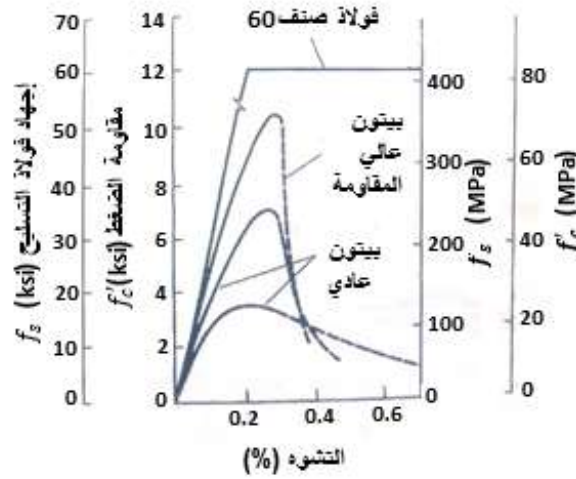 فولاذ صنف 60
إجهاد فولاذ التسليح (ksi) fs
70
60
50
40
30
20
10
0
مقاومة الضغط (ksi) f'c
14
12
10
8
6
4
2
0
بيتون
عالي
المقاومة
بيتون
عادي
400
300
200
100
0
fs (MPa)
80
60
40
20
0
f'c (MPa)
0.2
0.4
0.6
التشوه (%)